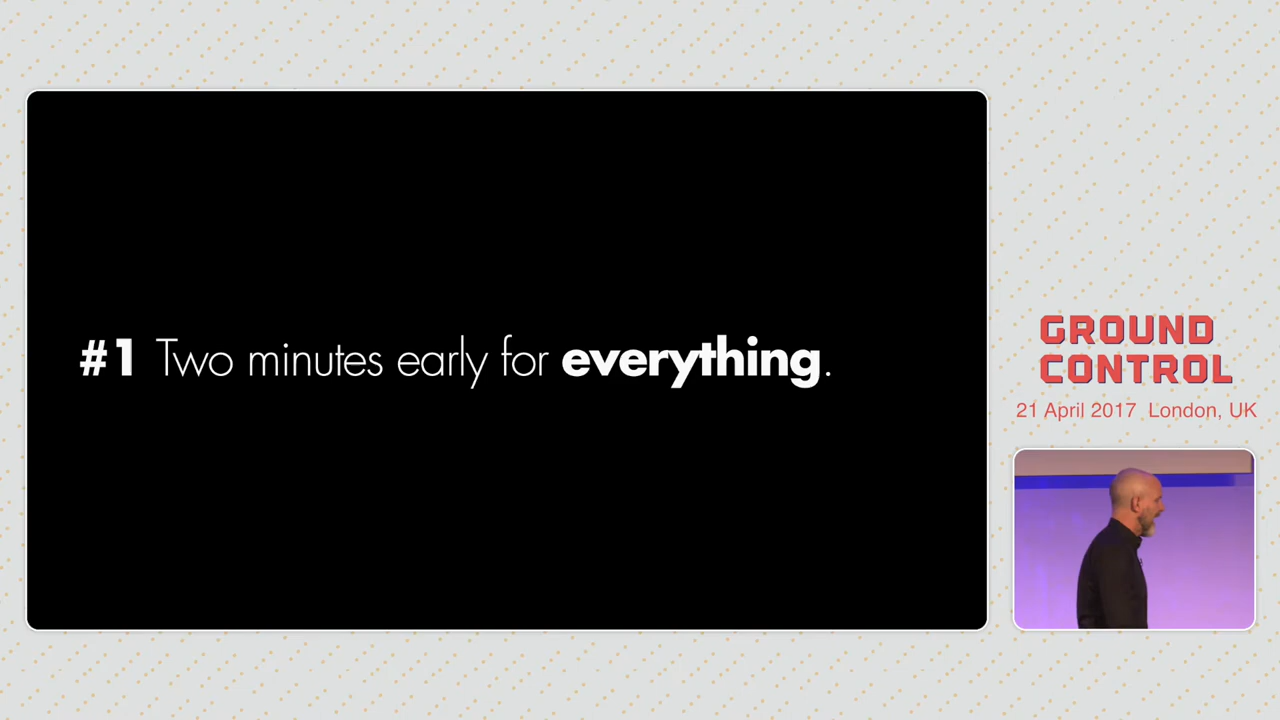 #1 Two minutes early for everything.
GROUND
CONTROL
21 April 2017 London, UK